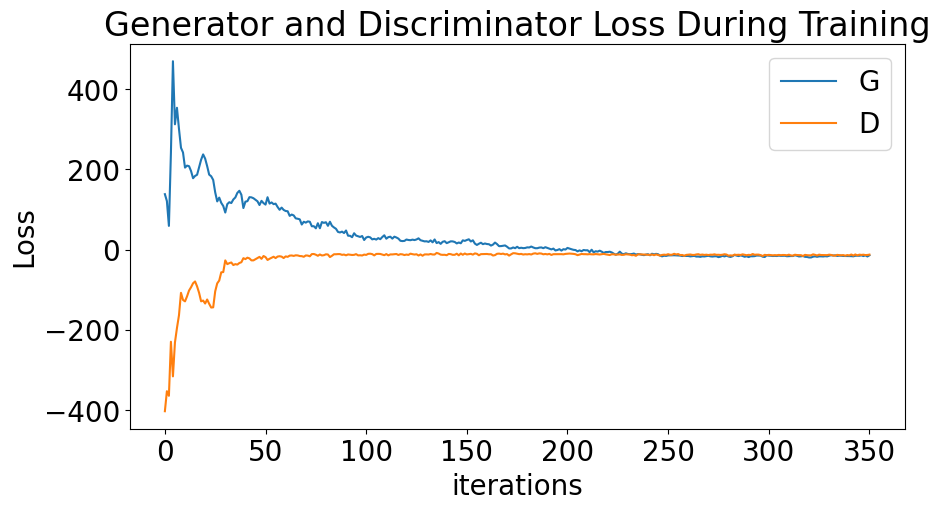 Generator and Discriminator Loss During Training
G
D
400
200
0
−200
−400
Loss
0 50 100 150 200 250 300 350
iterations